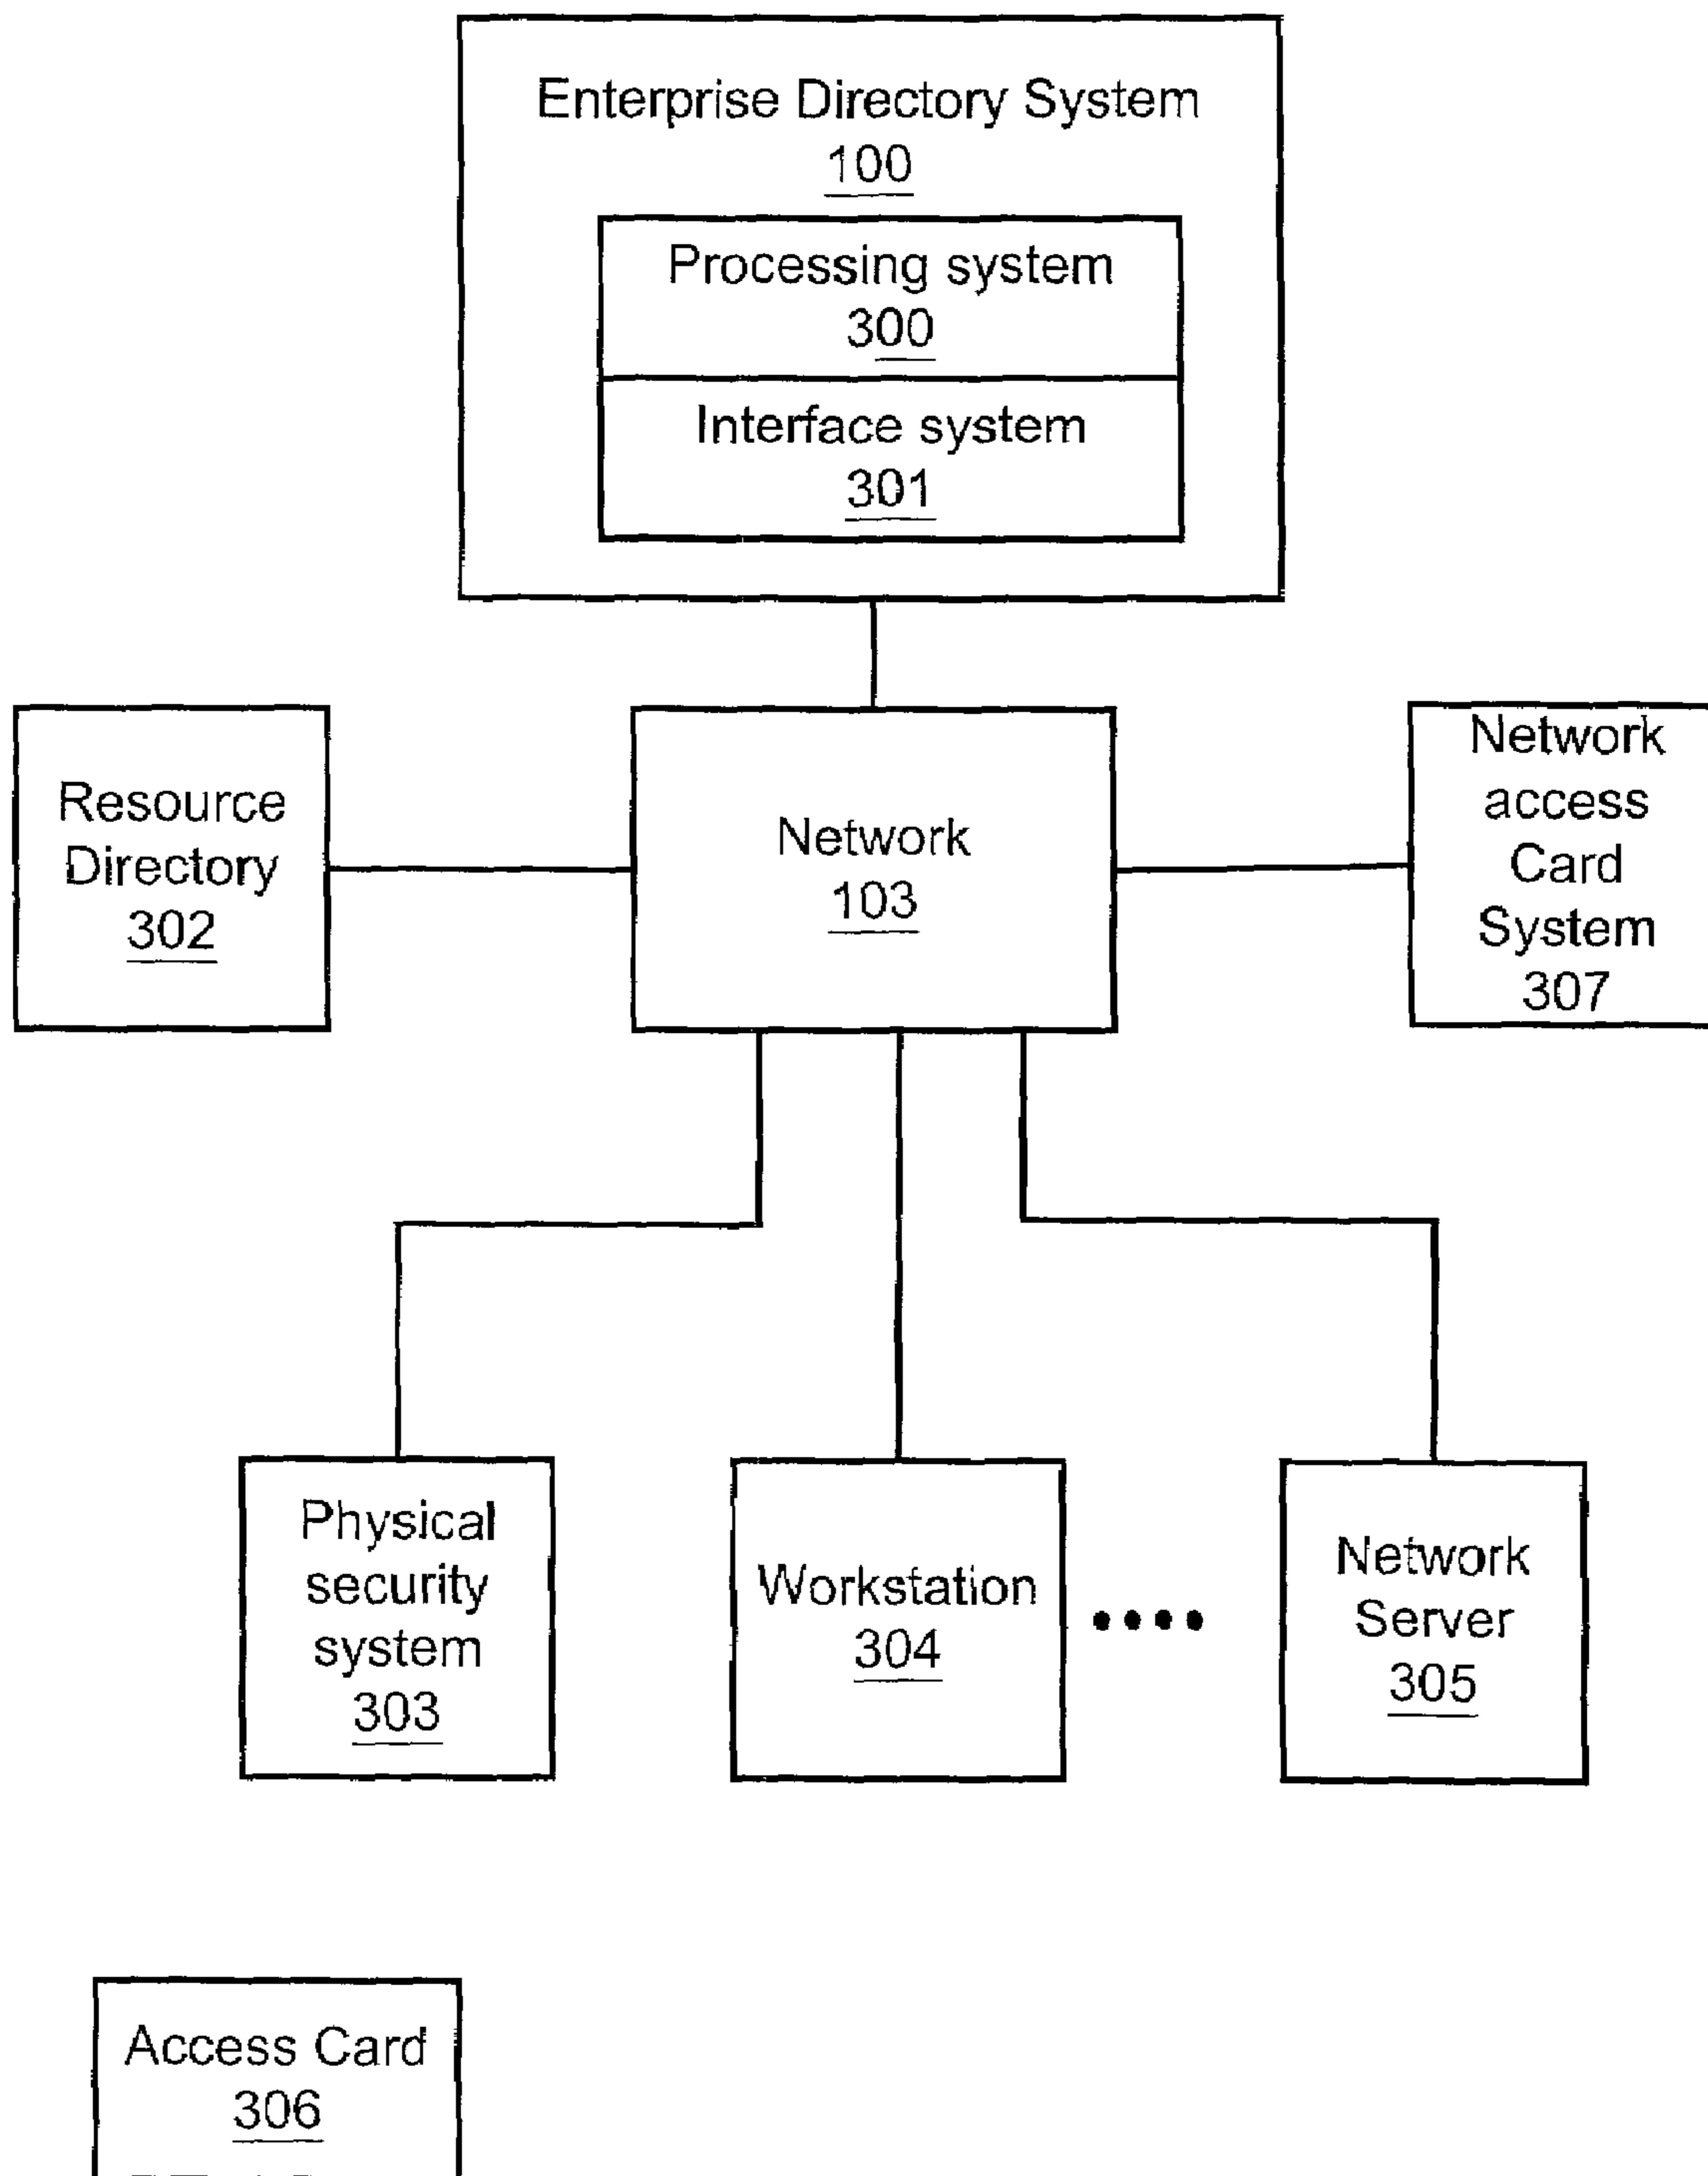 Enterprise Directory System
100
Processing system
300
Interface system
301
Resource
Directory
302
Network
103
Network
access
Card
System
307
Physical
security
system
303
Workstation
304
Network
Server
305
Access Card
306